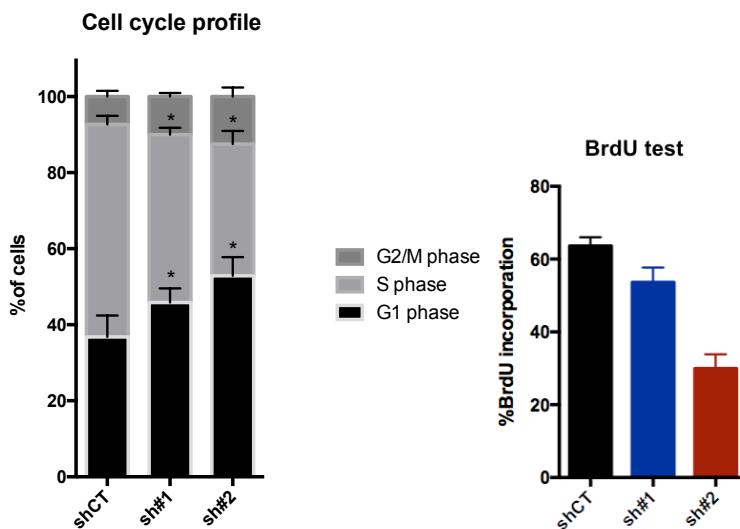 Cell cycle profile
100
80
60
40
20
0
%of cells
* *
* *
shCT sh#1 sh#2
G2/M phase
S phase
G1 phase
BrdU test
80
60
40
20
0
%BrdU incorporation
shCT sh#1 sh#2